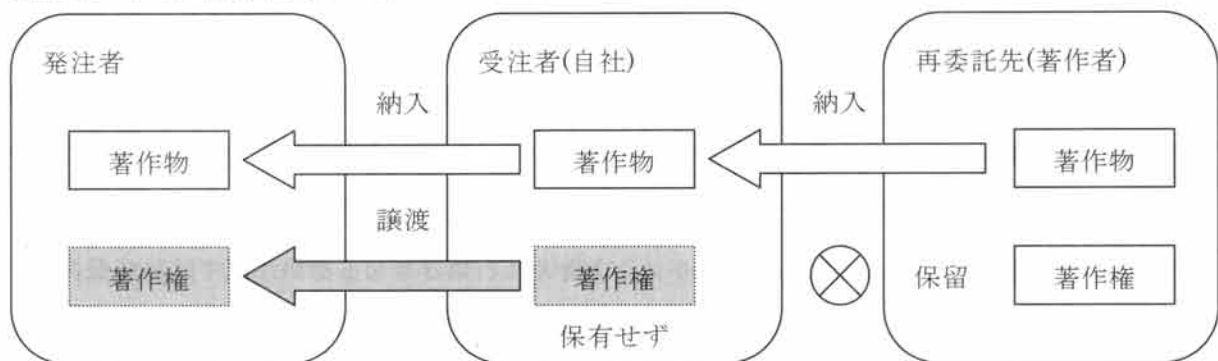 発注者
受注者(自社)
再委託先(著作者)
納入
納入
著作物
著作物
著作物
譲渡
著作権
著作権
保留
著作権
保有せず